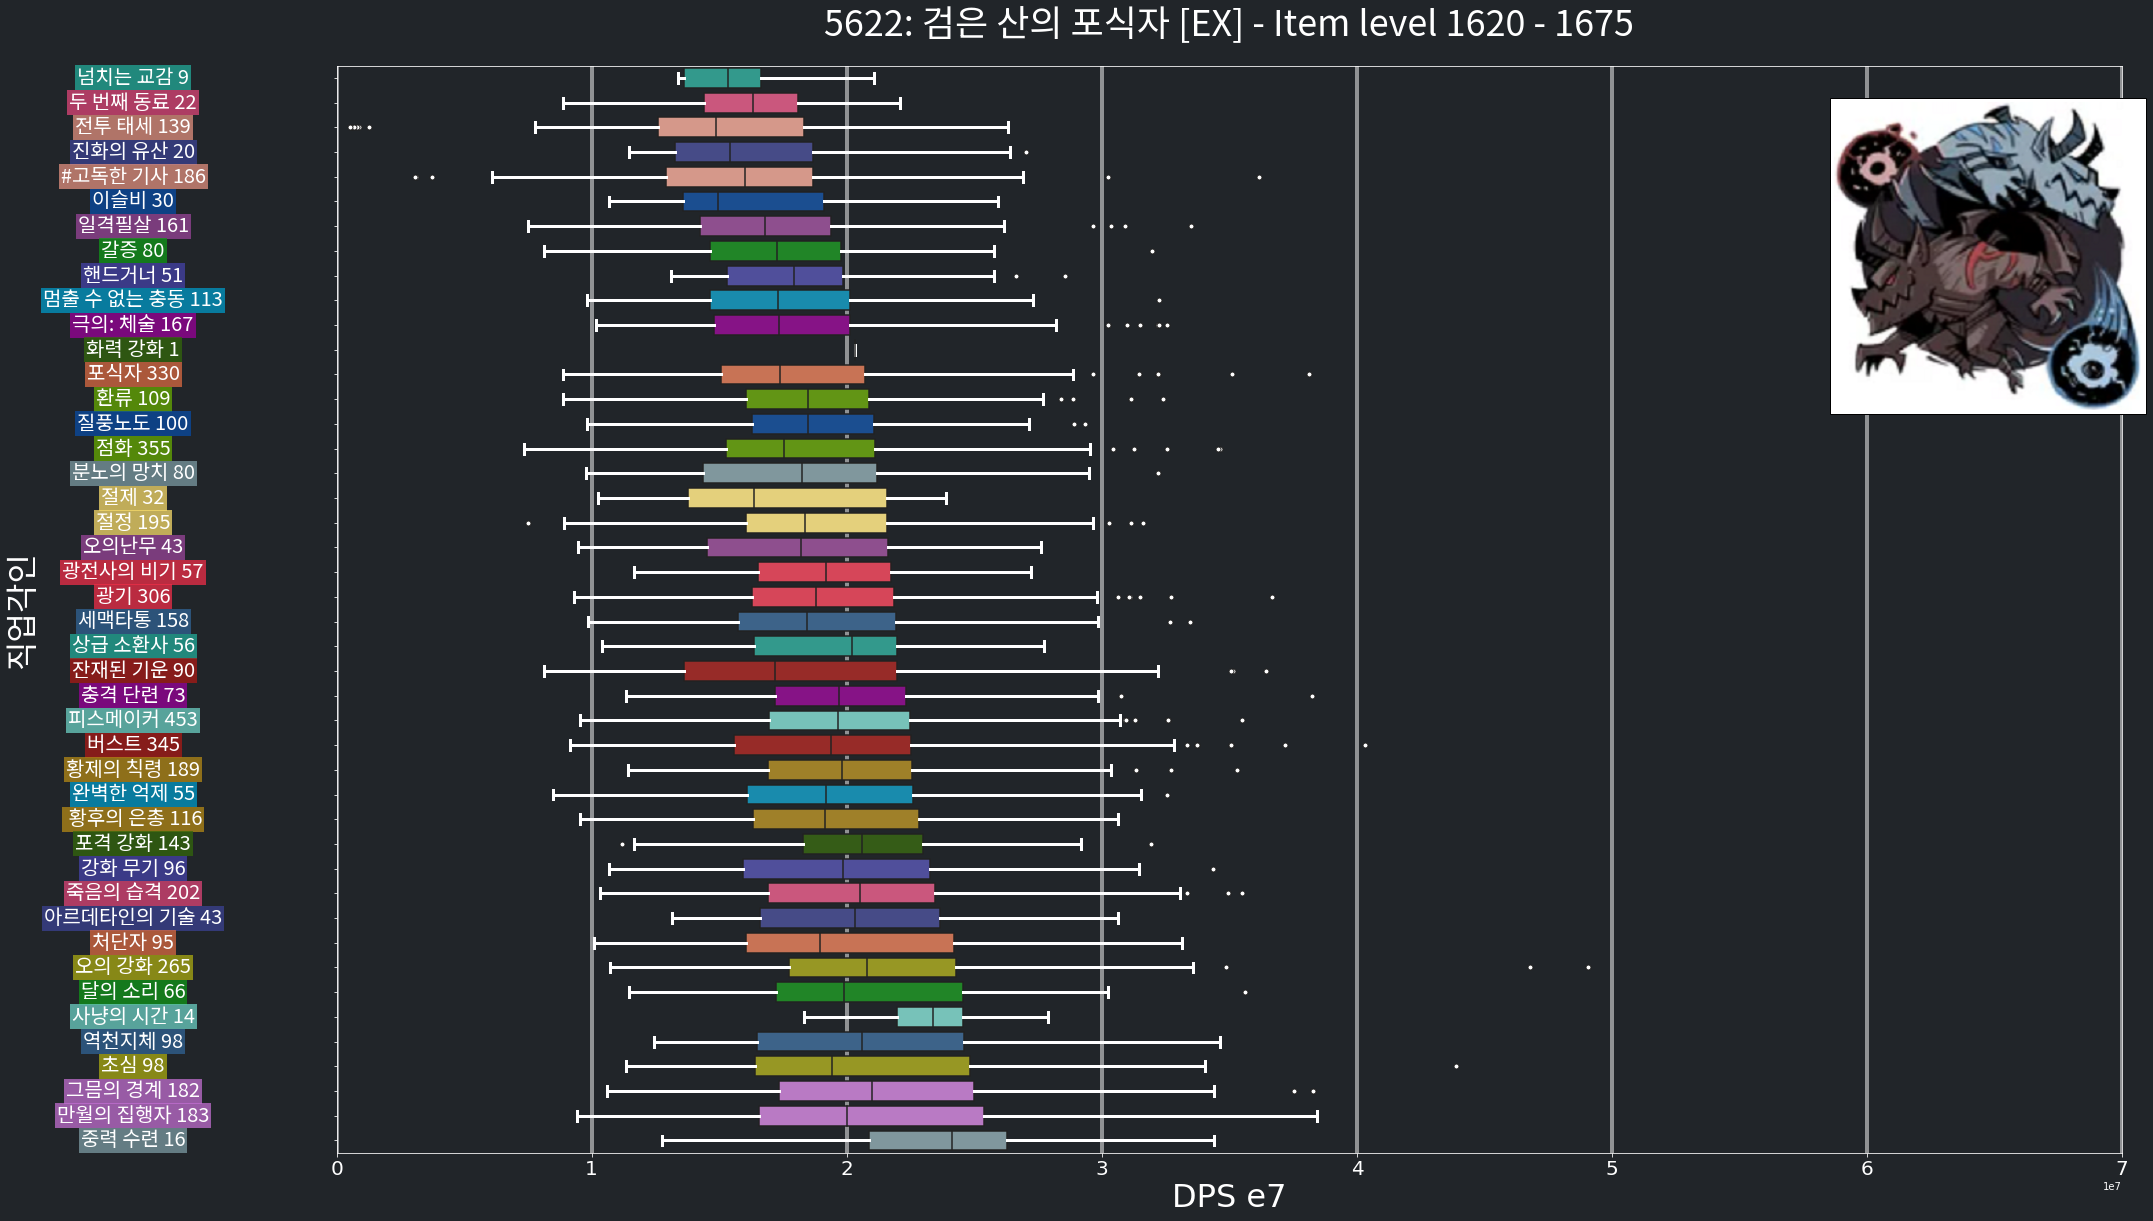 5622: 검은 산의 포식자 [EX] - Item level 1620 - 1675
직업각인
넘치는 교감 9
두 번째 동료 22
전투 태세 139
진화의 유산 20
#고독한 기사 186
이슬비 30
일격필살 161
갈증 80
핸드거너 51
멈출 수 없는 충동 113
극의: 체술 167
화력 강화 1
포식자 330
환류 109
질풍노도 100
점화 355
분노의 망치 80
절제 32
절정 195
오의난무 43
광전사의 비기 57
광기 306
세맥타통 158
상급 소환사 56
잔재된 기운 90
충격 단련 73
피스메이커 453
버스트 345
황제의 칙령 189
완벽한 억제 55
황후의 은총 116
포격 강화 143
강화 무기 96
죽음의 습격 202
아르데타인의 기술 43
처단자 95
오의 강화 265
달의 소리 66
사냥의 시간 14
역천지체 98
초심 98
그믐의 경계 182
만월의 집행자 183
중력 수련 16
0 1 2 3 4 5 6 7
1e7
DPS e7